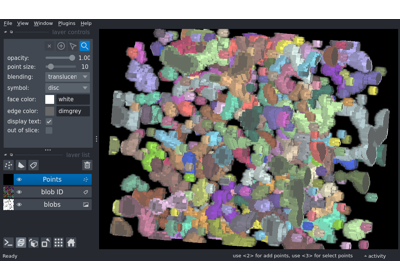 File View Window Plugins Help
layer controls
opacity: 1.00
point size: 10
blending: translucen
symbol: disc
face color: white
edge color: dimgrey
display text:
out of slice:
layer list
Points
blob ID
blobs
Ready
use <2> for add points, use <3> for select points
activity